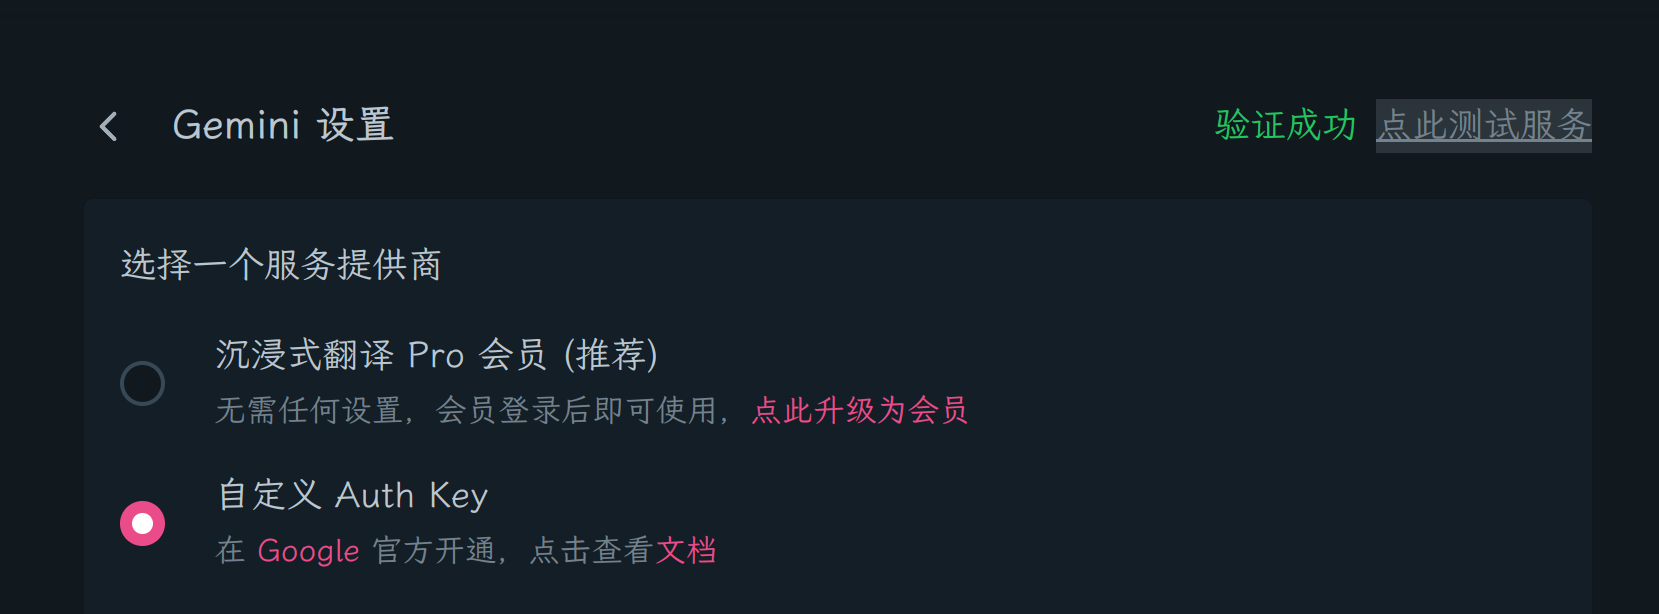 Gemini 设置
验证成功 点此测试服务
选择一个服务提供商
沉浸式翻译 Pro 会员 (推荐)
无需任何设置，会员登录后即可使用，点此升级为会员
自定义 Auth Key
在 Google 官方开通，点击查看文档